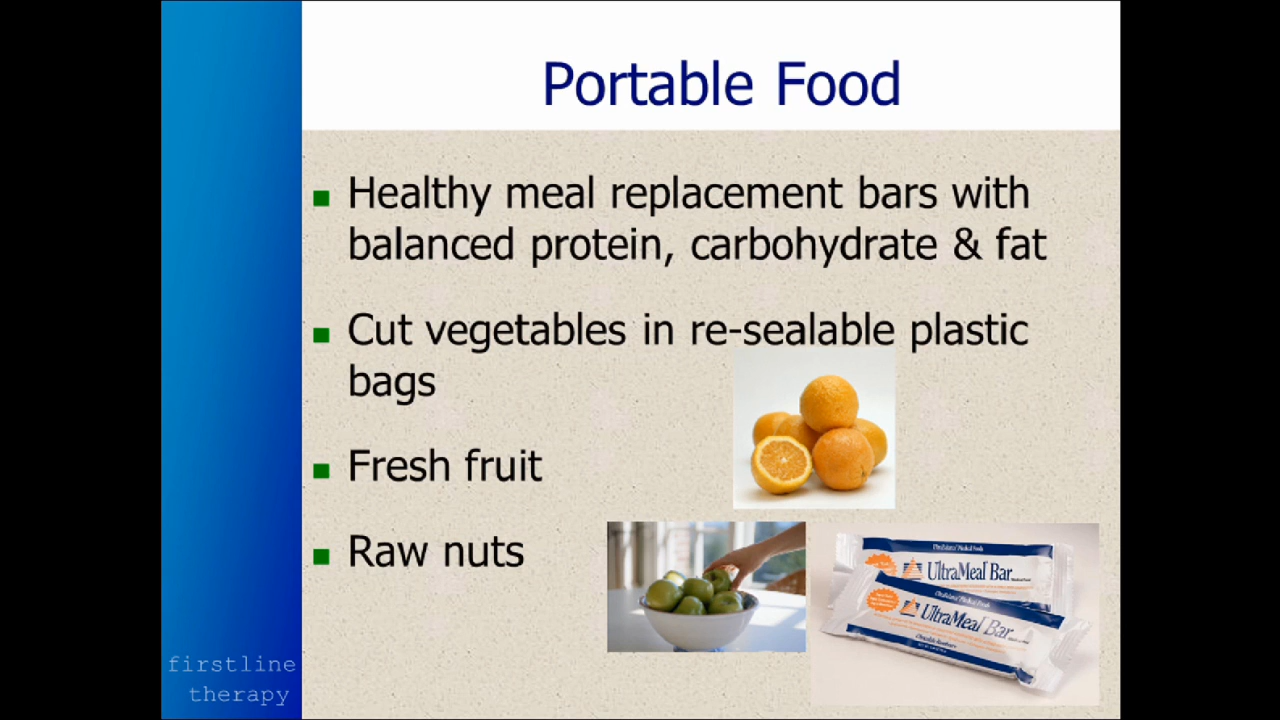 Portable Food
Healthy meal replacement bars with
balanced protein, carbohydrate & fat
Cut vegetables in re-sealable plastic
bags
Fresh fruit
Raw nuts
UltraMeal Bar
UltraMeal Bar
firstline
therapy